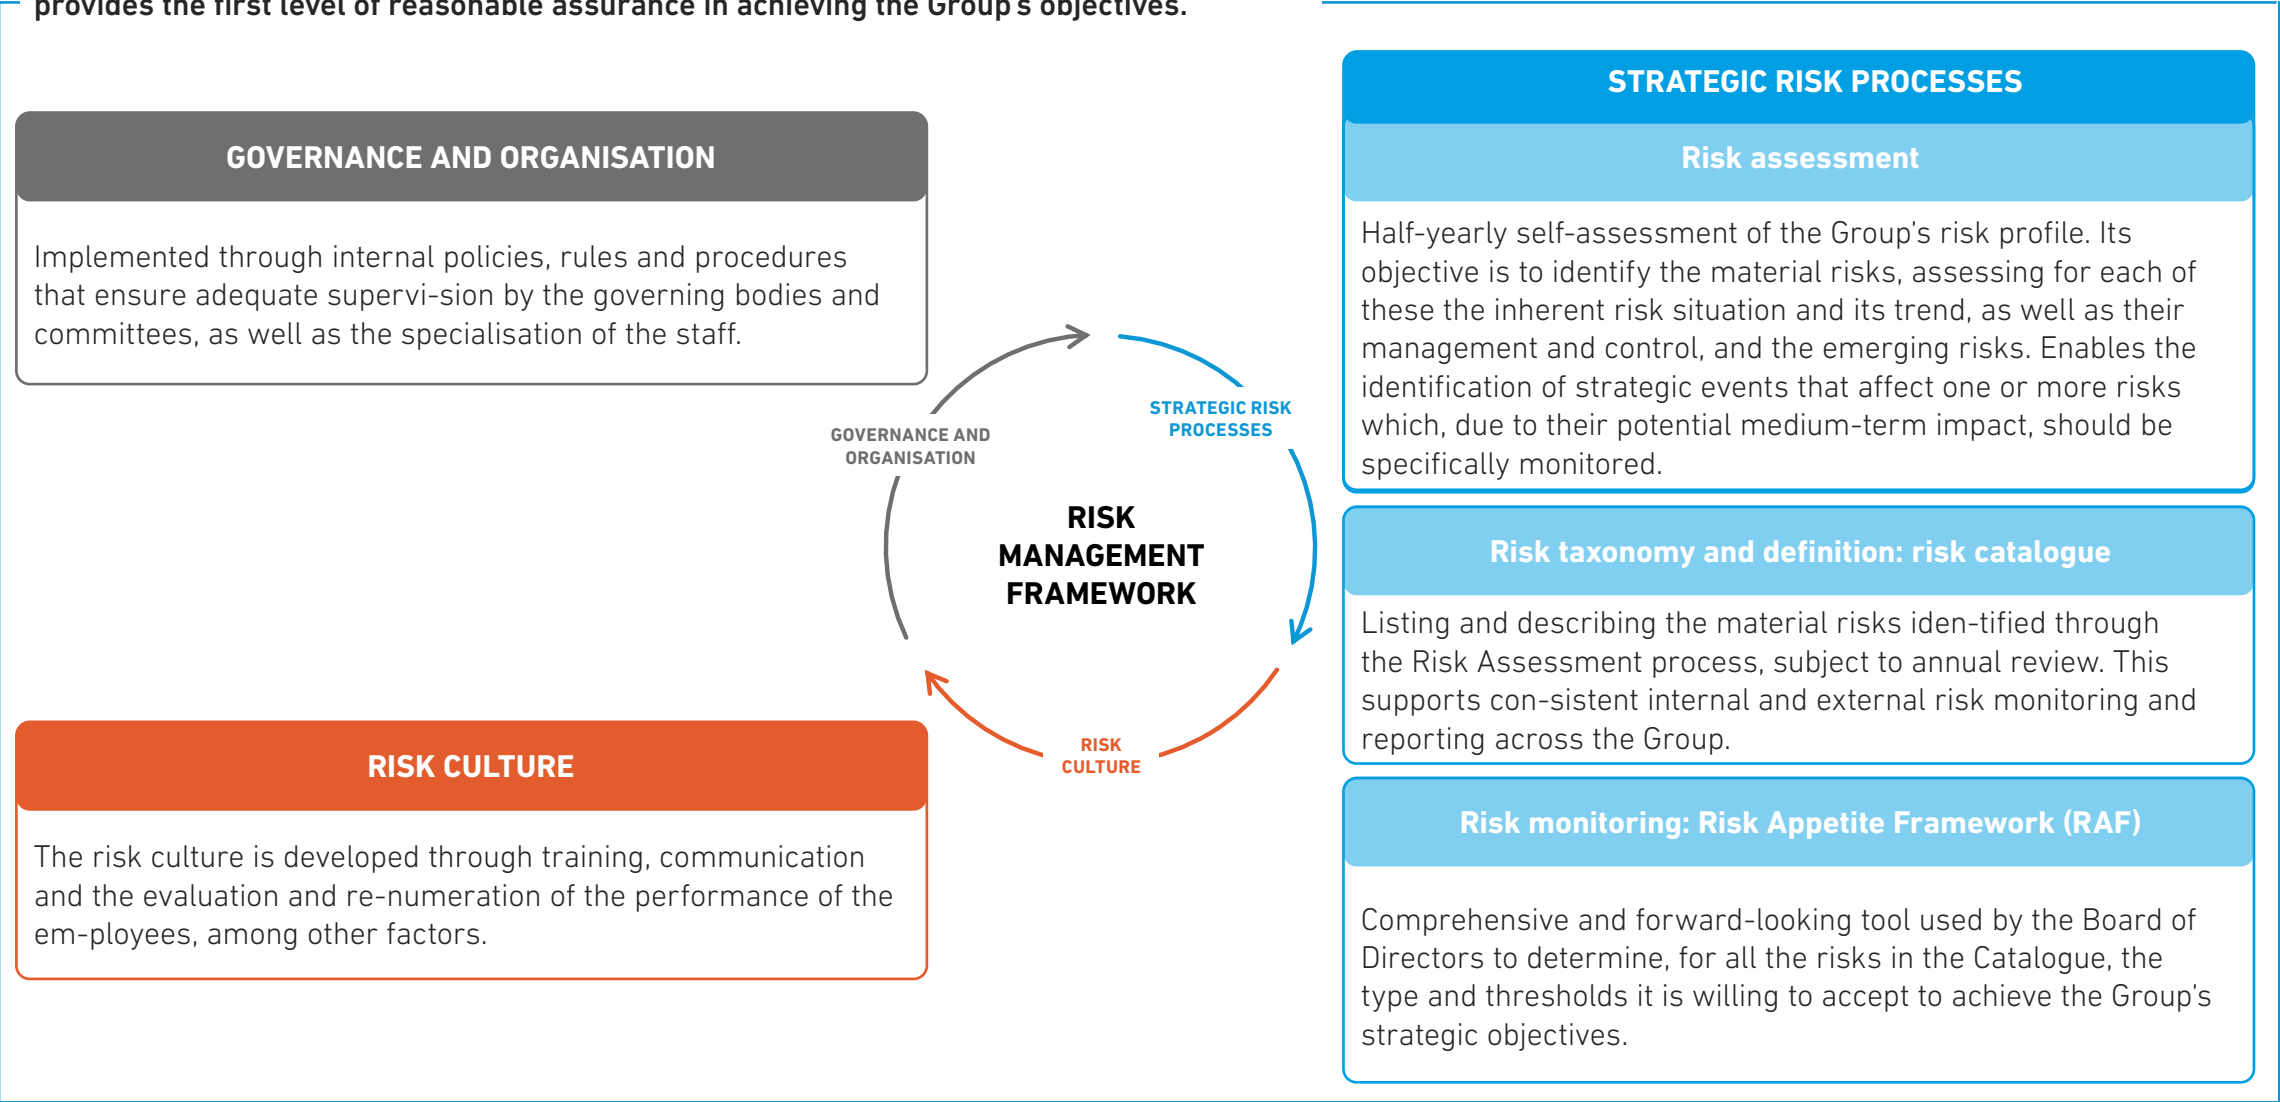 provides the first level of reasonable assurance in achieving the Group's objectives.
GOVERNANCE AND ORGANISATION
Implemented through internal policies, rules and procedures
that ensure adequate supervi-sion by the governing bodies and
committees, as well as the specialisation of the staff.
RISK CULTURE
The risk culture is developed through training, communication
and the evaluation and re-numeration of the performance of the
em-ployees, among other factors.
GOVERNANCE AND
ORGANISATION
STRATEGIC RISK
PROCESSES
RISK
MANAGEMENT
FRAMEWORK
RISK
CULTURE
STRATEGIC RISK PROCESSES
Risk assessment
Half-yearly self-assessment of the Group's risk profile. Its
objective is to identify the material risks, assessing for each of
these the inherent risk situation and its trend, as well as their
management and control, and the emerging risks. Enables the
identification of strategic events that affect one or more risks
which, due to their potential medium-term impact, should be
specifically monitored.
Risk taxonomy and definition: risk catalogue
Listing and describing the material risks iden-tified through
the Risk Assessment process, subject to annual review. This
supports con-sistent internal and external risk monitoring and
reporting across the Group.
Risk monitoring: Risk Appetite Framework (RAF)
Comprehensive and forward-looking tool used by the Board of
Directors to determine, for all the risks in the Catalogue, the
type and thresholds it is willing to accept to achieve the Group's
strategic objectives.